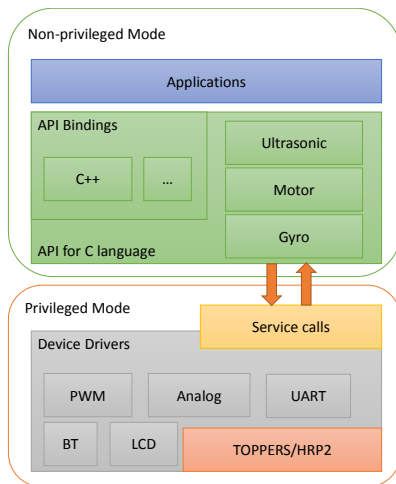 Non-privileged Mode
Applications
API Bindings
C++
...
Ultrasonic
Motor
Gyro
API for C language
Privileged Mode
Service calls
Device Drivers
PWM
Analog
UART
BT
LCD
TOPPERS/HRP2